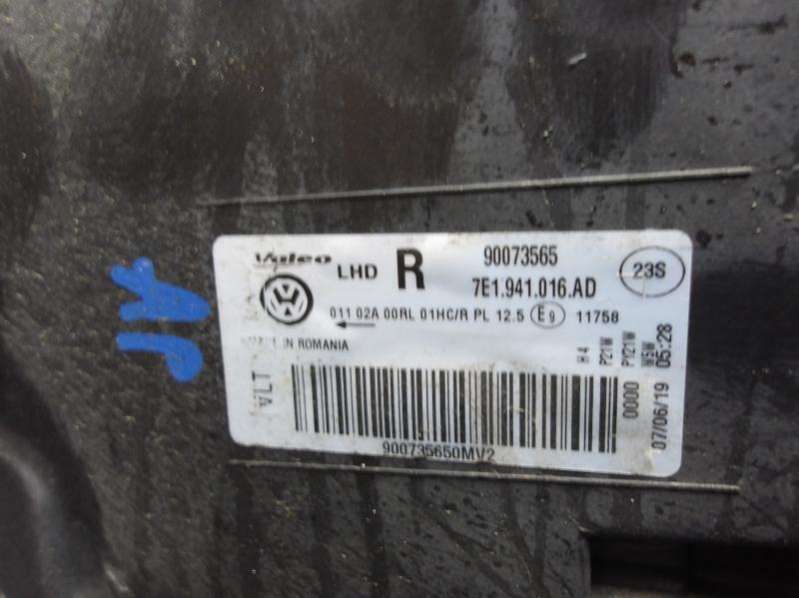 Valeo LHD R 90073565
7E1.941.016.AD
23S
011 02A 00RL 01HC/R PL 12.5 E9 11758
IN ROMANIA
VLT
H4
P21W
PY21W
W5W
0000
07/06/19 05:28
900735650MV2